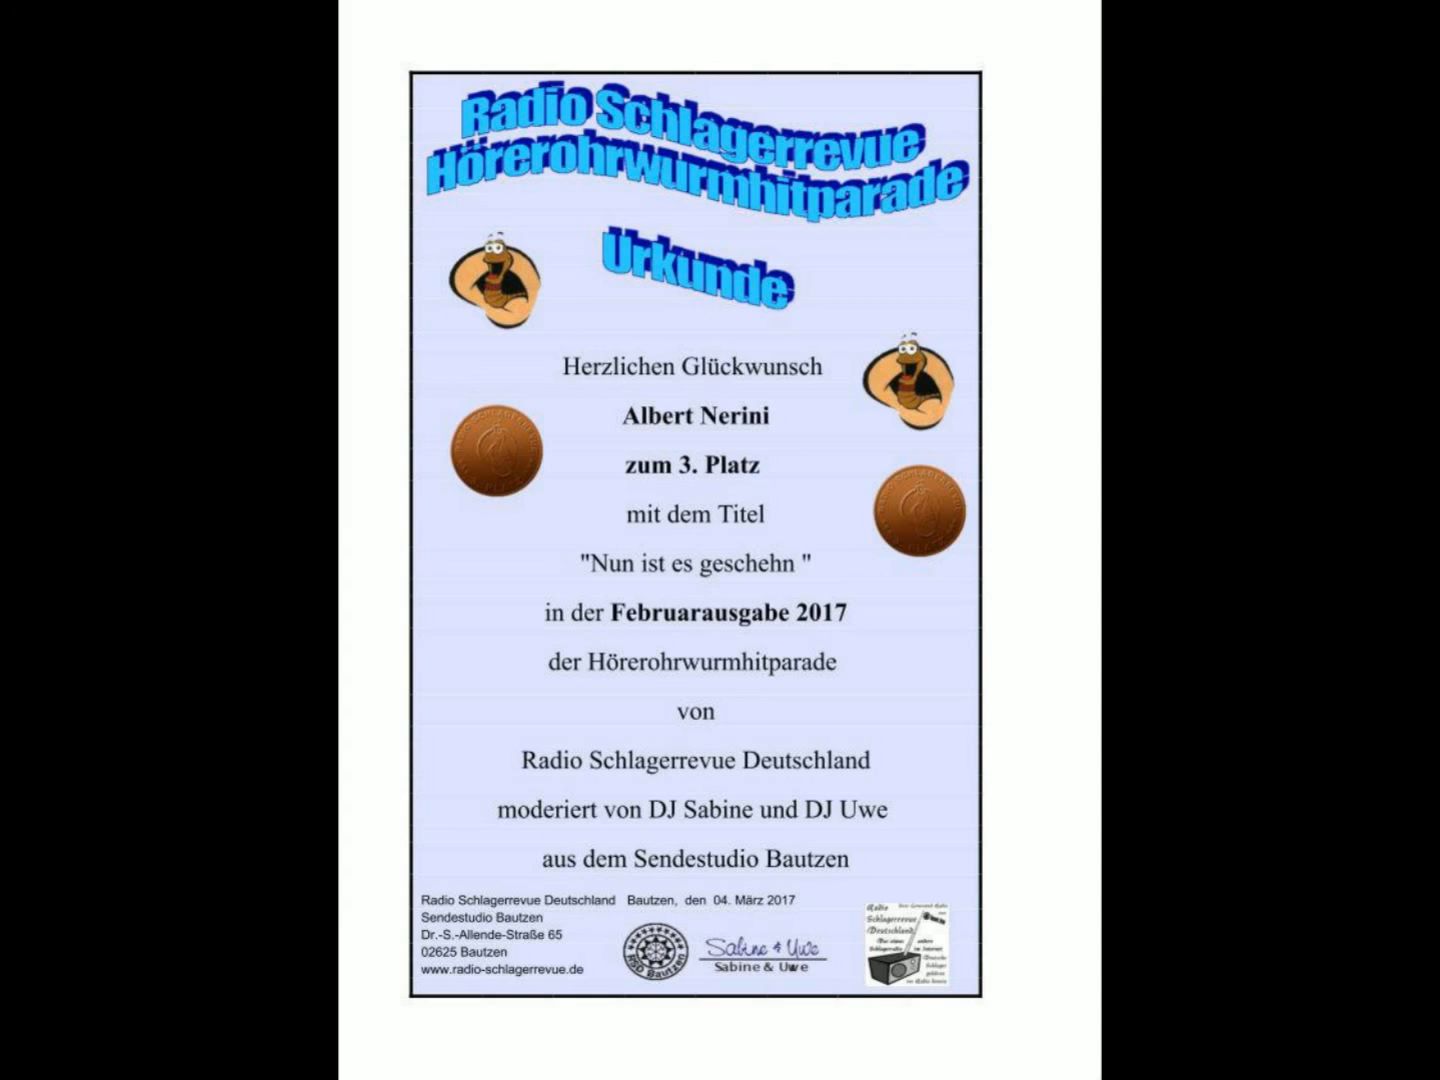 Radio Schlagerrevue
Hörerohrwurmhitparade
Urkunde
Herzlichen Glückwunsch
Albert Nerini
zum 3. Platz
mit dem Titel
"Nun ist es geschehn "
in der Februarausgabe 2017
der Hörerohrwurmhitparade
von
Radio Schlagerrevue Deutschland
moderiert von DJ Sabine und DJ Uwe
aus dem Sendestudio Bautzen
Radio Schlagerrevue Deutschland Bautzen, den 04. März 2017
Sendestudio Bautzen
Dr.-S.-Allende-Straße 65
02625 Bautzen
www.radio-schlagerrevue.de
RSD Bautzen
Sabine & Uwe
Sabine & Uwe
Radio
Schlagerrevue
Deutschland